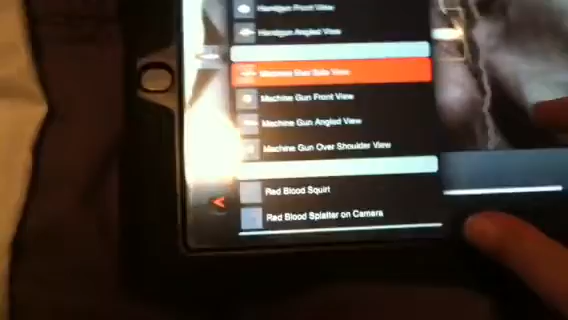 Handgun Front View
Handgun Angled View
Machine Gun Side View
Machine Gun Front View
Machine Gun Angled View
Machine Gun Over Shoulder View
Red Blood Squirt
Red Blood Splatter on Camera